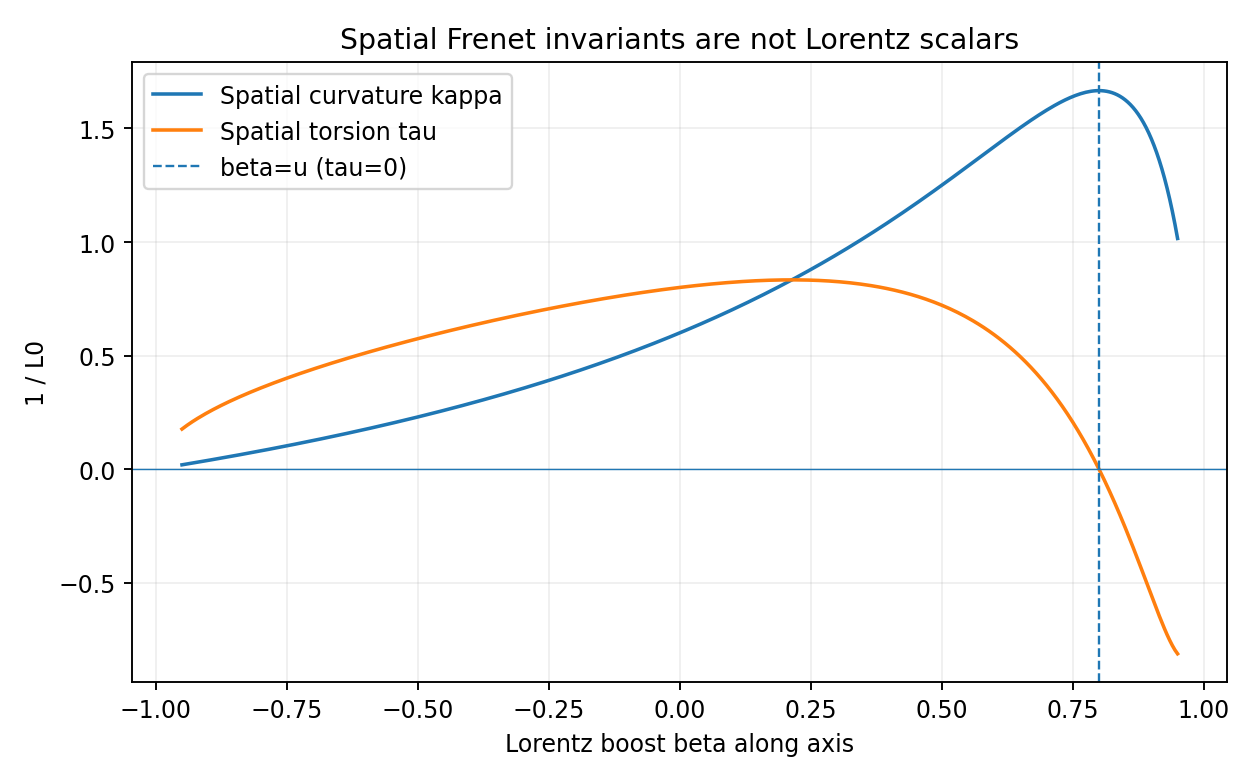 Spatial Frenet invariants are not Lorentz scalars
Spatial curvature kappa
Spatial torsion tau
beta=u (tau=0)
1 / L0
1.5
1.0
0.5
0.0
−0.5
−1.00 −0.75 −0.50 −0.25 0.00 0.25 0.50 0.75 1.00
Lorentz boost beta along axis